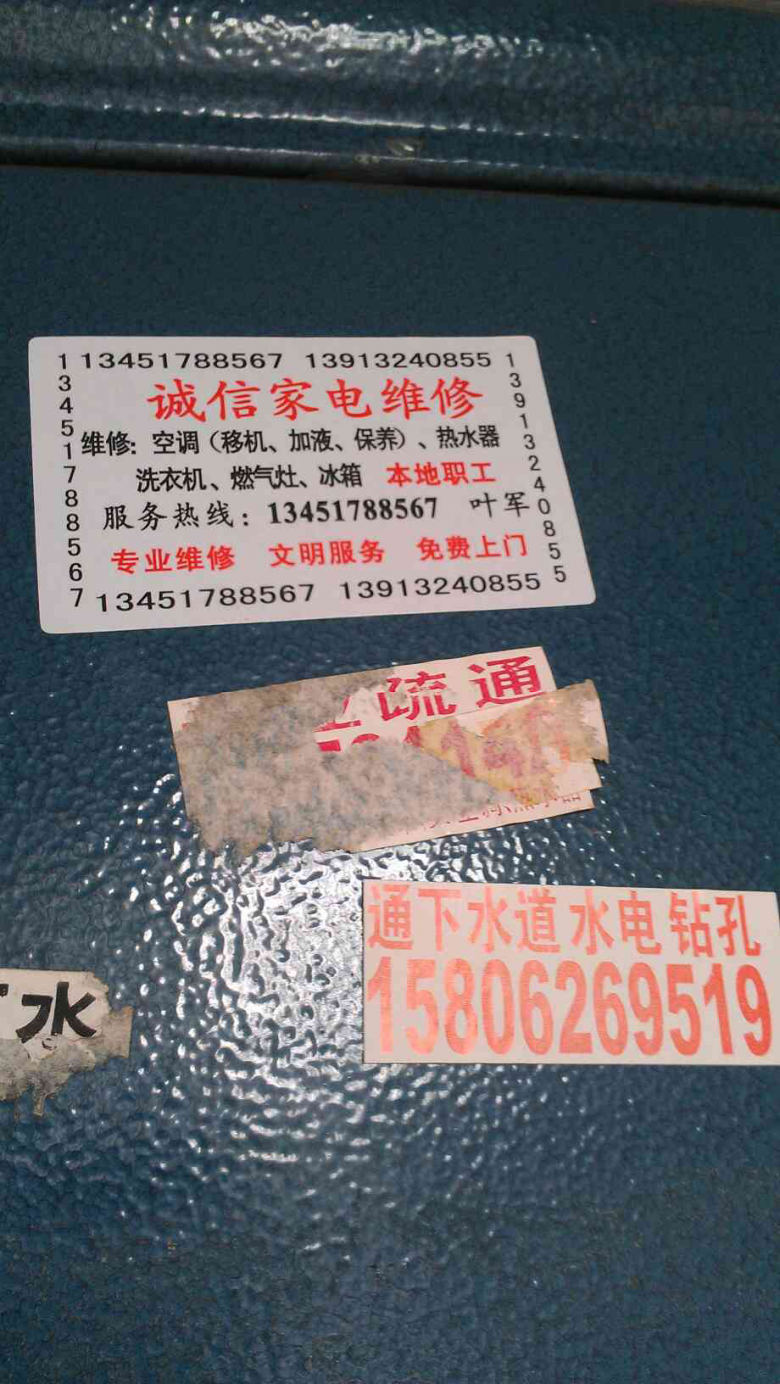 13451788567 13913240855
诚信家电维修
维修：空调（移机、加液、保养）、热水器
洗衣机、燃气灶、冰箱 本地职工
服务热线：13451788567 叶军
专业维修 文明服务 免费上门
13451788567 13913240855
13451788567
13913240855
疏通
通下水道 水电 钻孔
15806269519
水